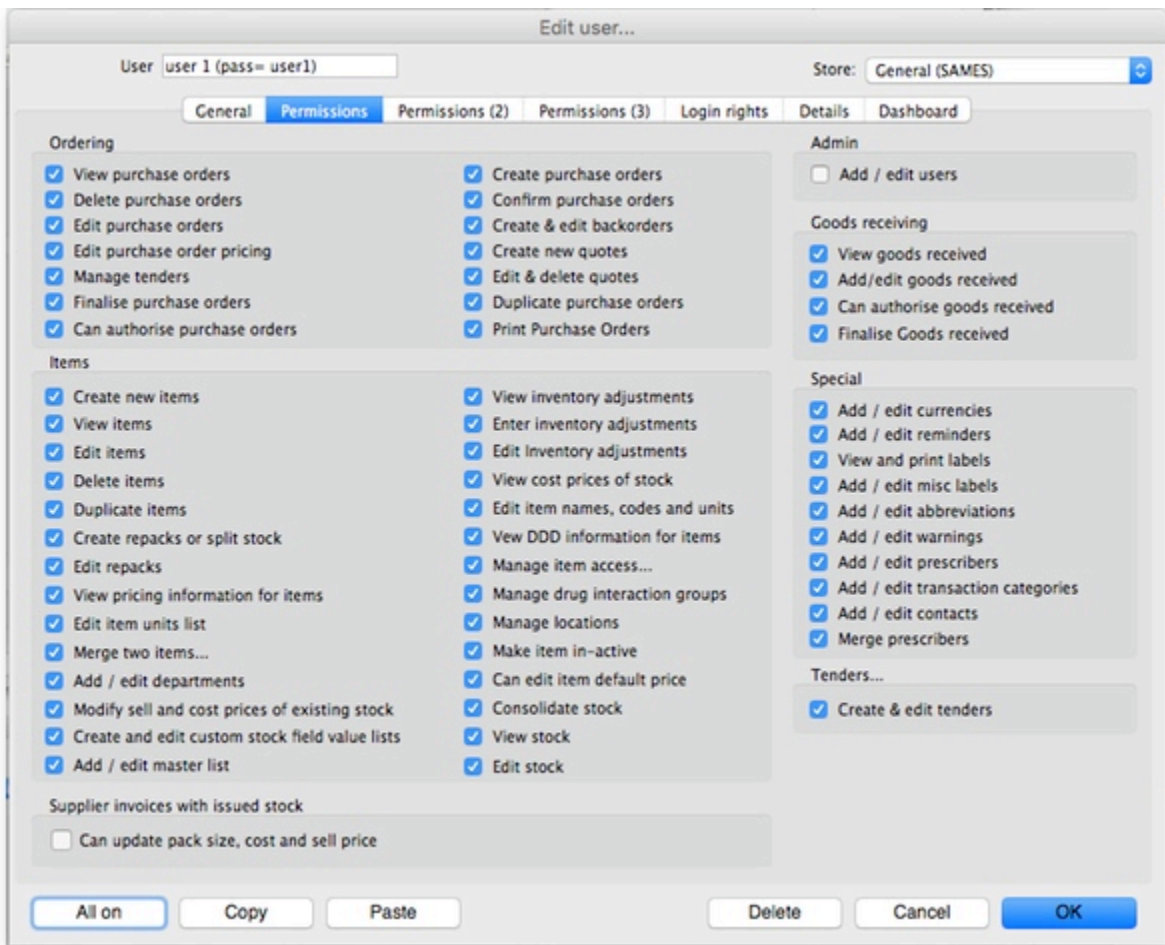 Edit user...
User user 1 (pass= user1)
Store: General (SAMES)
General Permissions Permissions (2) Permissions (3) Login rights Details Dashboard
Ordering
View purchase orders
Delete purchase orders
Edit purchase orders
Edit purchase order pricing
Manage tenders
Finalise purchase orders
Can authorise purchase orders
Create purchase orders
Confirm purchase orders
Create & edit backorders
Create new quotes
Edit & delete quotes
Duplicate purchase orders
Print Purchase Orders
Items
Create new items
View items
Edit items
Delete items
Duplicate items
Create repacks or split stock
Edit repacks
View pricing information for items
Edit item units list
Merge two items...
Add / edit departments
Modify sell and cost prices of existing stock
Create and edit custom stock field value lists
Add / edit master list
View inventory adjustments
Enter inventory adjustments
Edit Inventory adjustments
View cost prices of stock
Edit item names, codes and units
Vew DDD information for items
Manage item access...
Manage drug interaction groups
Manage locations
Make item in-active
Can edit item default price
Consolidate stock
View stock
Edit stock
Supplier invoices with issued stock
Can update pack size, cost and sell price
Admin
Add / edit users
Goods receiving
View goods received
Add/edit goods received
Can authorise goods received
Finalise Goods received
Special
Add / edit currencies
Add / edit reminders
View and print labels
Add / edit misc labels
Add / edit abbreviations
Add / edit warnings
Add / edit prescribers
Add / edit transaction categories
Add / edit contacts
Merge prescribers
Tenders...
Create & edit tenders
All on Copy Paste Delete Cancel OK